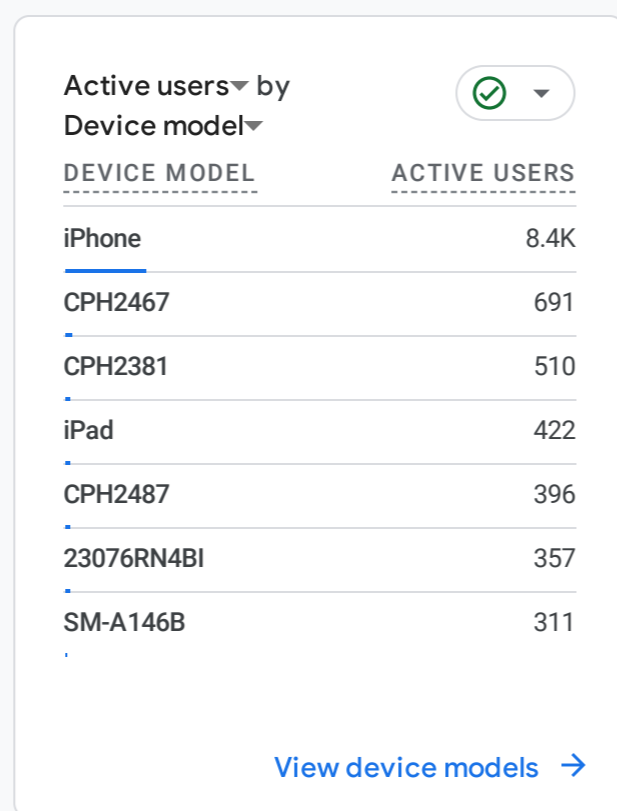 Active users by
Device model
DEVICE MODEL ACTIVE USERS
iPhone 8.4K
CPH2467 691
CPH2381 510
iPad 422
CPH2487 396
23076RN4BI 357
SM-A146B 311
View device models